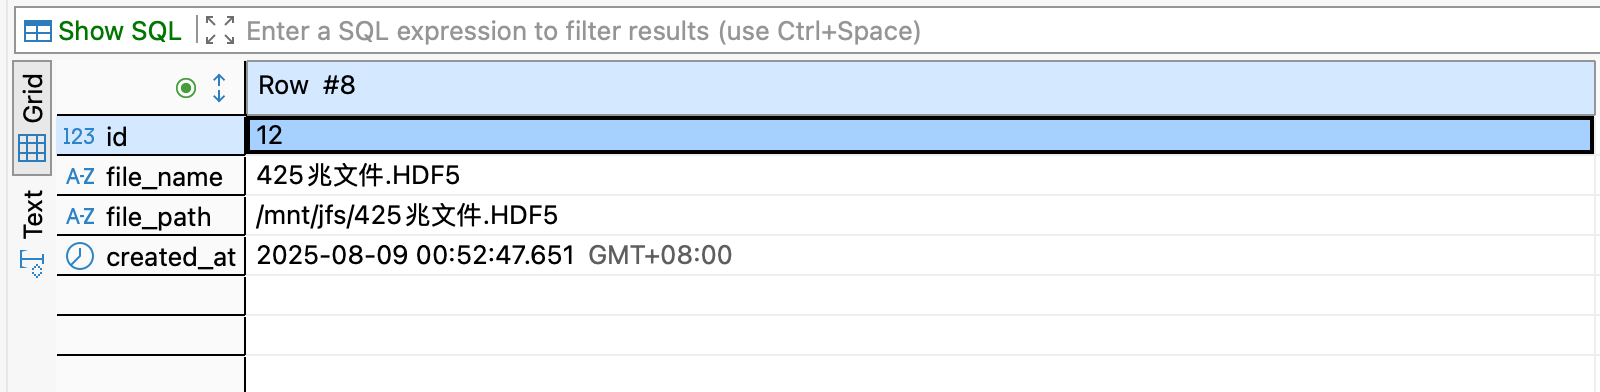 Show SQL Enter a SQL expression to filter results (use Ctrl+Space)
Grid
Text
Row #8
123 id 12
A-Z file_name 425兆文件.HDF5
A-Z file_path /mnt/jfs/425兆文件.HDF5
created_at 2025-08-09 00:52:47.651 GMT+08:00